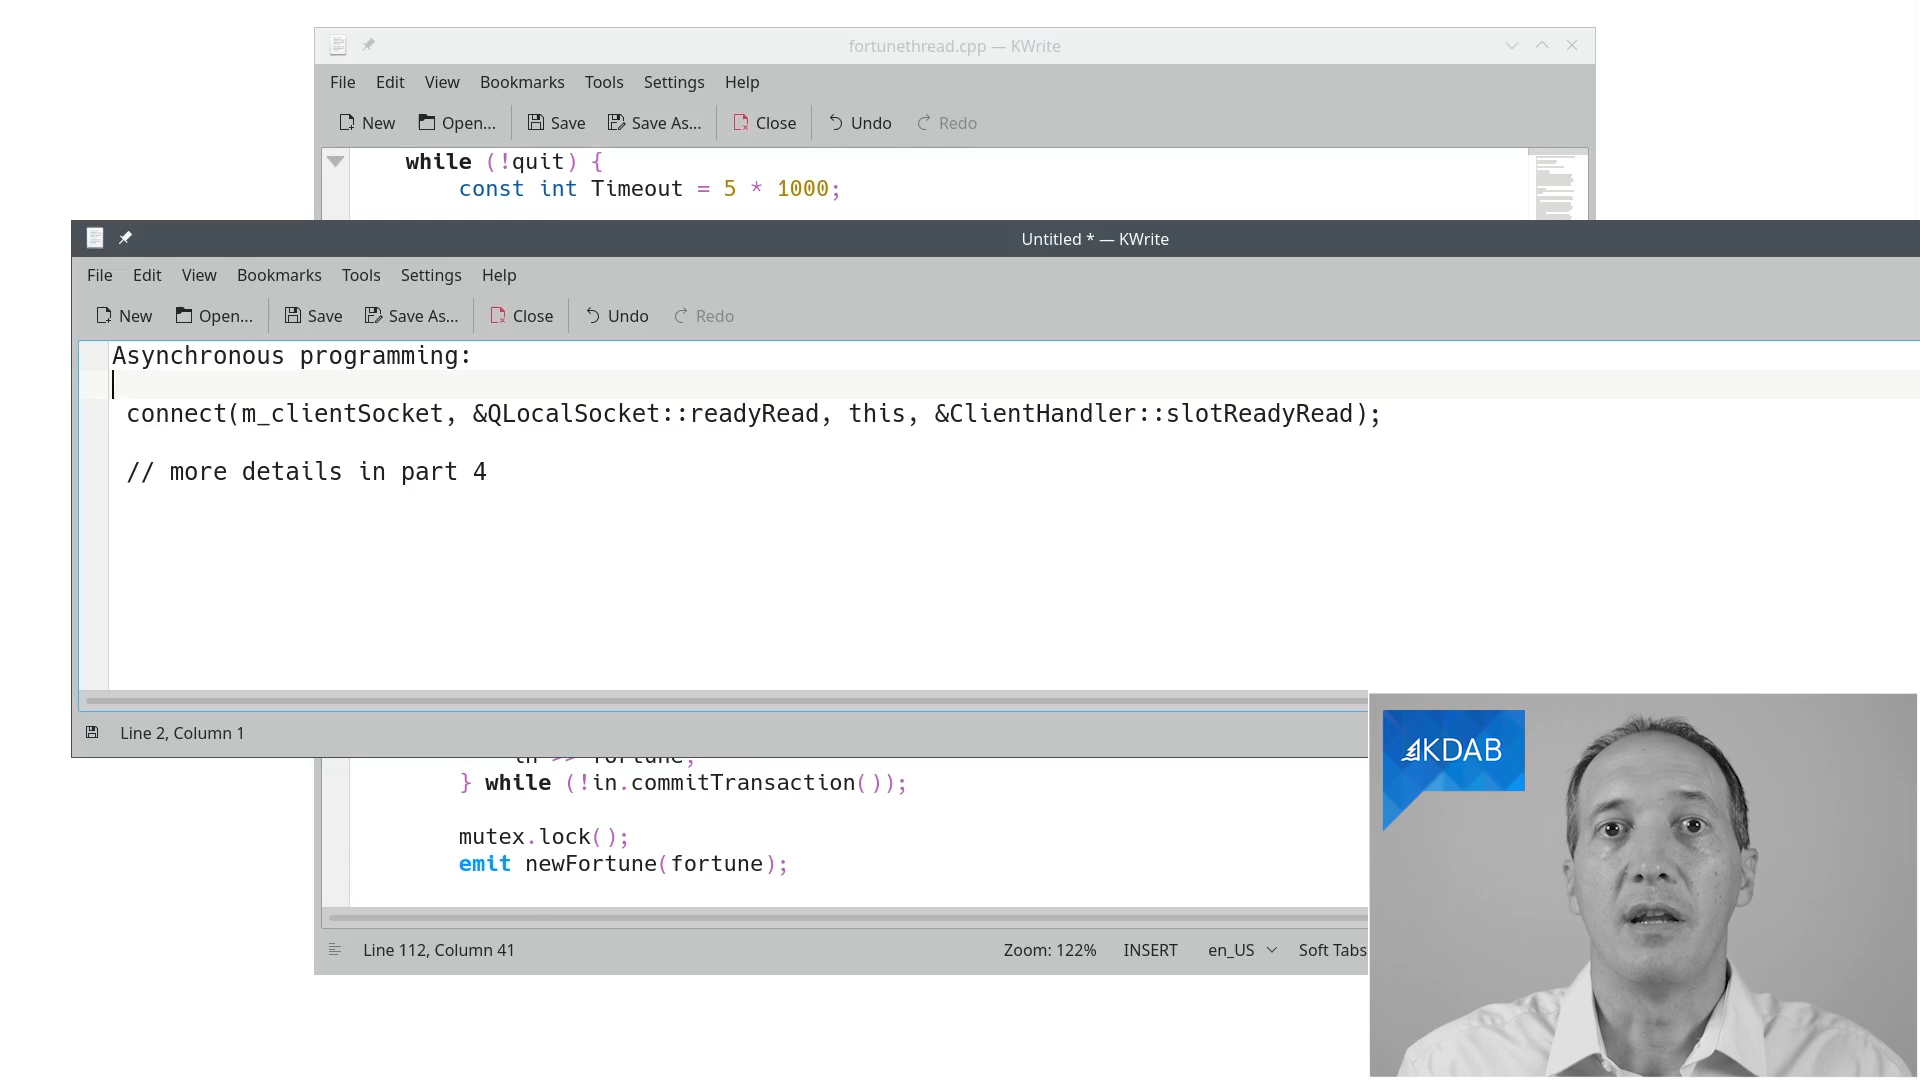 fortunethread.cpp — KWrite
File Edit View Bookmarks Tools Settings Help
New Open... Save Save As... Close Undo Redo
while (!quit) {
const int Timeout = 5 * 1000;
Untitled * — KWrite
File Edit View Bookmarks Tools Settings Help
New Open... Save Save As... Close Undo Redo
Asynchronous programming:
connect(m_clientSocket, &QLocalSocket::readyRead, this, &ClientHandler::slotReadyRead);
// more details in part 4
Line 2, Column 1
in >> fortune;
} while (!in.commitTransaction());
mutex.lock();
emit newFortune(fortune);
Line 112, Column 41 Zoom: 122% INSERT en_US Soft Tabs
KDAB